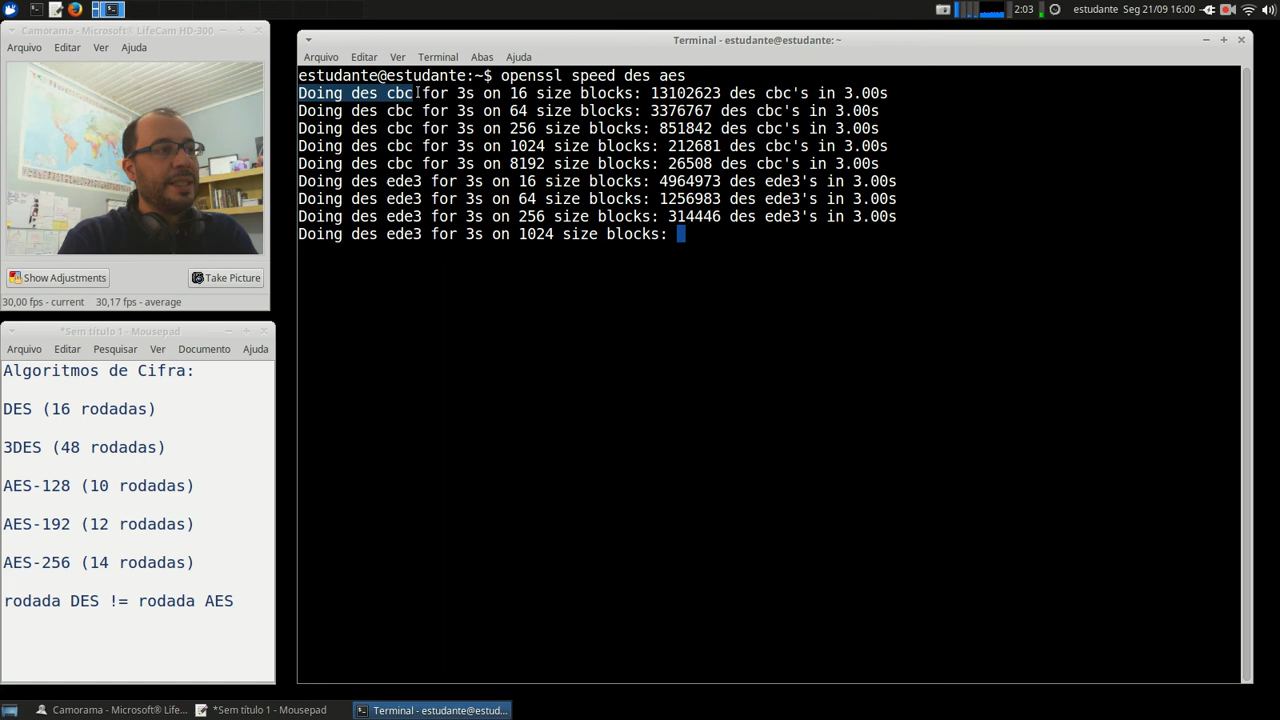 2:03
estudante Seg 21/09 16:00
Camorama - Microsoft® LifeCam HD-300
Arquivo Editar Ver Ajuda
Show Adjustments
Take Picture
30,00 fps - current 30,17 fps - average
*Sem título 1 - Mousepad
Arquivo Editar Pesquisar Ver Documento Ajuda
Algoritmos de Cifra:
DES (16 rodadas)
3DES (48 rodadas)
AES-128 (10 rodadas)
AES-192 (12 rodadas)
AES-256 (14 rodadas)
rodada DES != rodada AES
Terminal - estudante@estudante: ~
Arquivo Editar Ver Terminal Abas Ajuda
estudante@estudante:~$ openssl speed des aes
Doing des cbc for 3s on 16 size blocks: 13102623 des cbc's in 3.00s
Doing des cbc for 3s on 64 size blocks: 3376767 des cbc's in 3.00s
Doing des cbc for 3s on 256 size blocks: 851842 des cbc's in 3.00s
Doing des cbc for 3s on 1024 size blocks: 212681 des cbc's in 3.00s
Doing des cbc for 3s on 8192 size blocks: 26508 des cbc's in 3.00s
Doing des ede3 for 3s on 16 size blocks: 4964973 des ede3's in 3.00s
Doing des ede3 for 3s on 64 size blocks: 1256983 des ede3's in 3.00s
Doing des ede3 for 3s on 256 size blocks: 314446 des ede3's in 3.00s
Doing des ede3 for 3s on 1024 size blocks:
Camorama - Microsoft® LifeC...
*Sem título 1 - Mousepad
Terminal - estudante@estud...